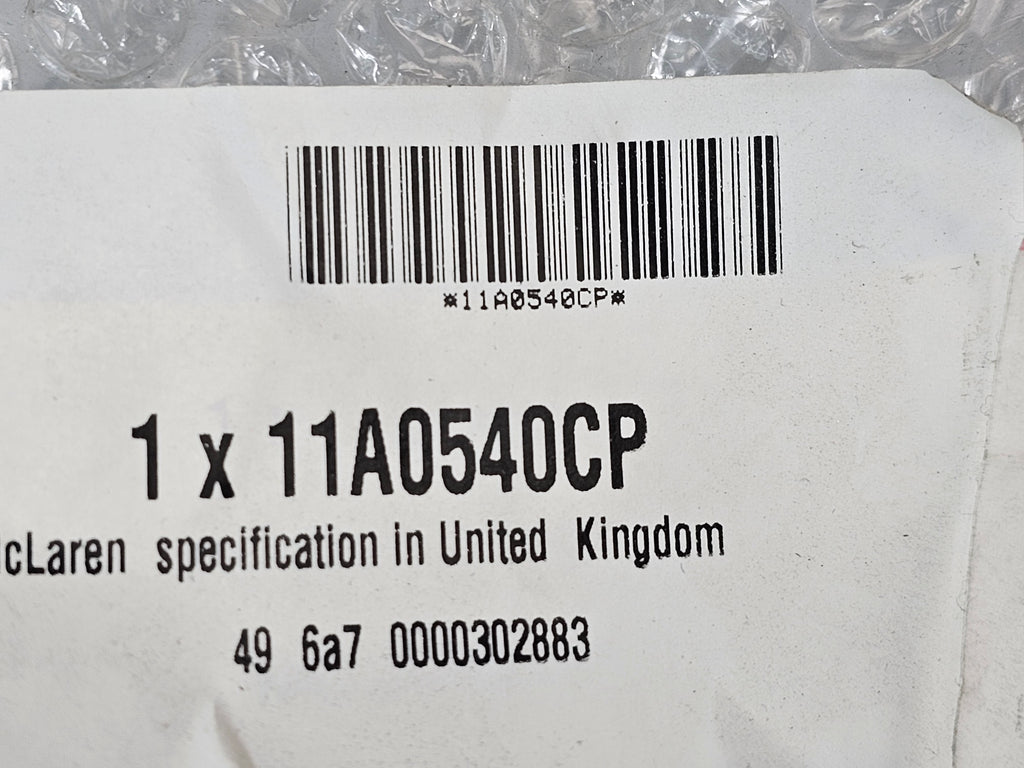 *11A0540CP*
1 x 11A0540CP
cLaren specification in United Kingdom
49 6a7 0000302883